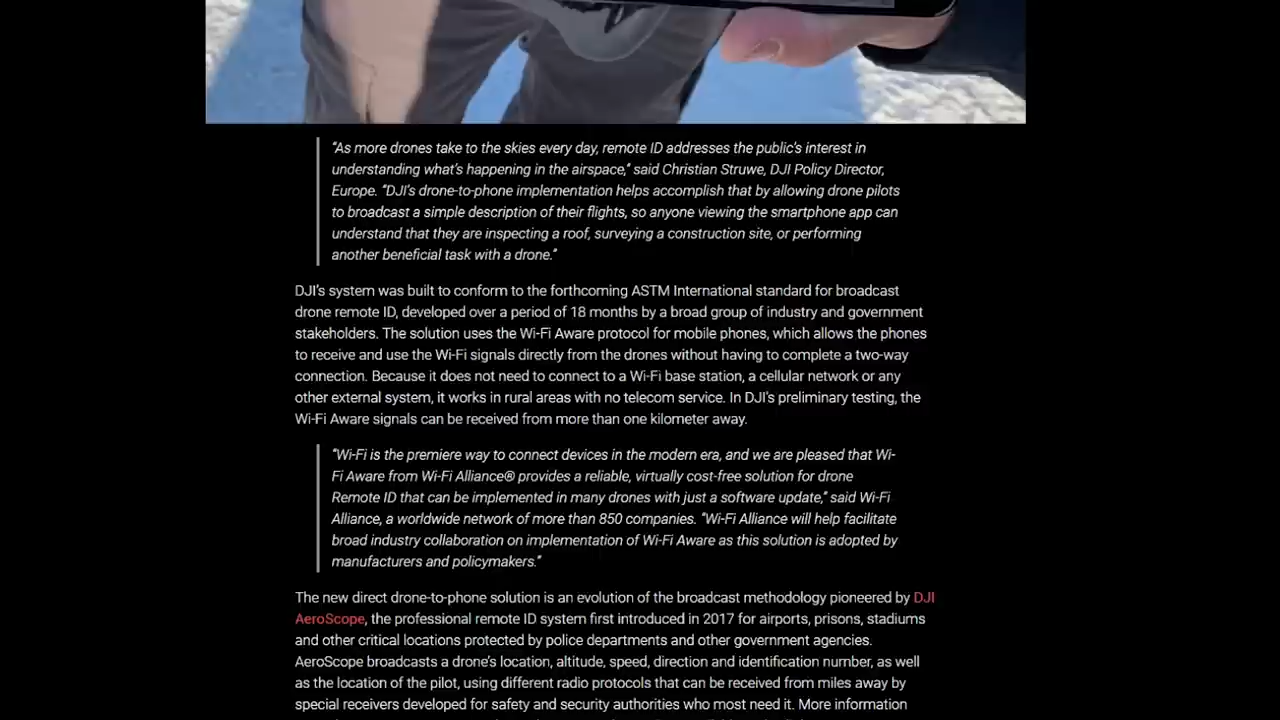 “As more drones take to the skies every day, remote ID addresses the public’s interest in
understanding what’s happening in the airspace,” said Christian Struwe, DJI Policy Director,
Europe. “DJI’s drone-to-phone implementation helps accomplish that by allowing drone pilots
to broadcast a simple description of their flights, so anyone viewing the smartphone app can
understand that they are inspecting a roof, surveying a construction site, or performing
another beneficial task with a drone.”
DJI’s system was built to conform to the forthcoming ASTM International standard for broadcast
drone remote ID, developed over a period of 18 months by a broad group of industry and government
stakeholders. The solution uses the Wi-Fi Aware protocol for mobile phones, which allows the phones
to receive and use the Wi-Fi signals directly from the drones without having to complete a two-way
connection. Because it does not need to connect to a Wi-Fi base station, a cellular network or any
other external system, it works in rural areas with no telecom service. In DJI’s preliminary testing, the
Wi-Fi Aware signals can be received from more than one kilometer away.
“Wi-Fi is the premiere way to connect devices in the modern era, and we are pleased that Wi-
Fi Aware from Wi-Fi Alliance® provides a reliable, virtually cost-free solution for drone
Remote ID that can be implemented in many drones with just a software update,” said Wi-Fi
Alliance, a worldwide network of more than 850 companies. “Wi-Fi Alliance will help facilitate
broad industry collaboration on implementation of Wi-Fi Aware as this solution is adopted by
manufacturers and policymakers.”
The new direct drone-to-phone solution is an evolution of the broadcast methodology pioneered by DJI
AeroScope, the professional remote ID system first introduced in 2017 for airports, prisons, stadiums
and other critical locations protected by police departments and other government agencies.
AeroScope broadcasts a drone’s location, altitude, speed, direction and identification number, as well
as the location of the pilot, using different radio protocols that can be received from miles away by
special receivers developed for safety and security authorities who most need it. More information